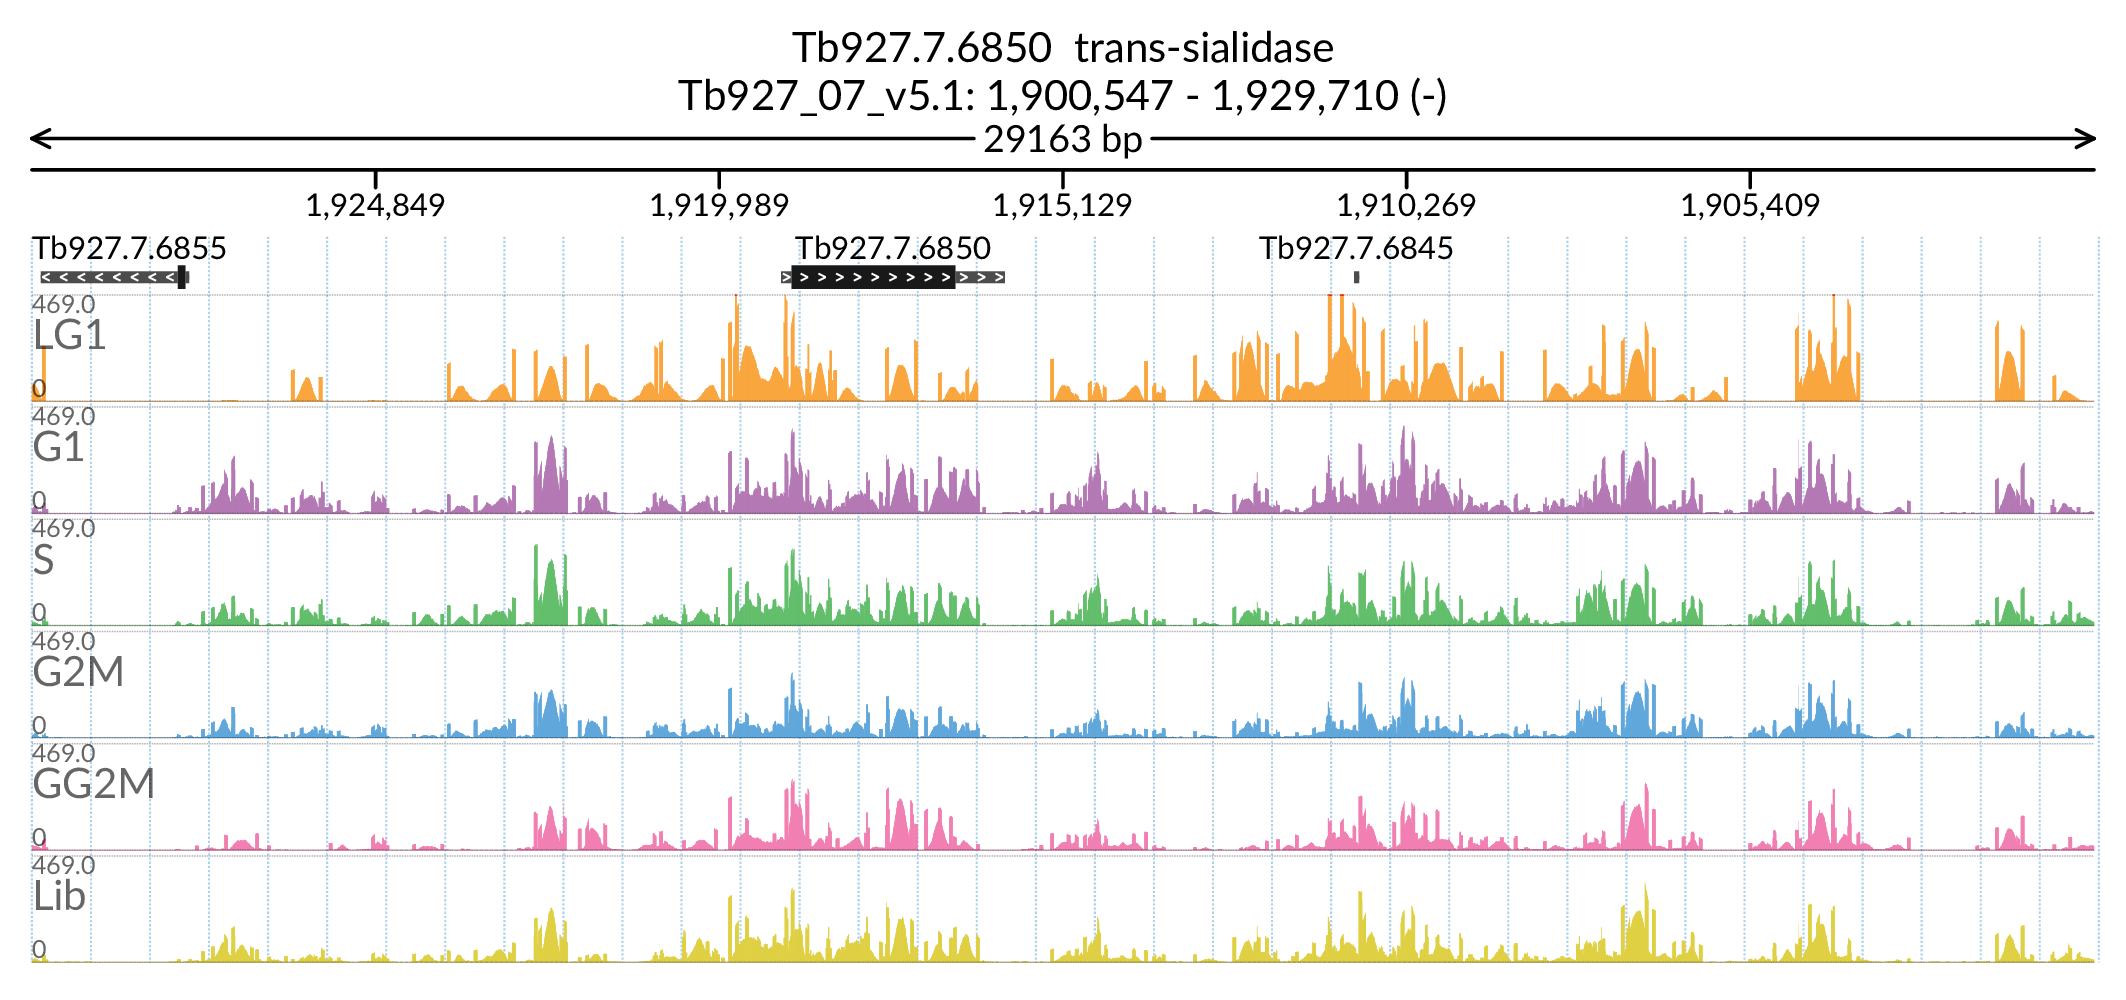 Tb927.7.6850 trans-sialidase
Tb927_07_v5.1: 1,900,547 - 1,929,710 (-)
29163 bp
1,924,849 1,919,989 1,915,129 1,910,269 1,905,409
Tb927.7.6855 Tb927.7.6850 Tb927.7.6845
469.0
LG1
0
469.0
G1
0
469.0
S
0
469.0
G2M
0
469.0
GG2M
0
469.0
Lib
0